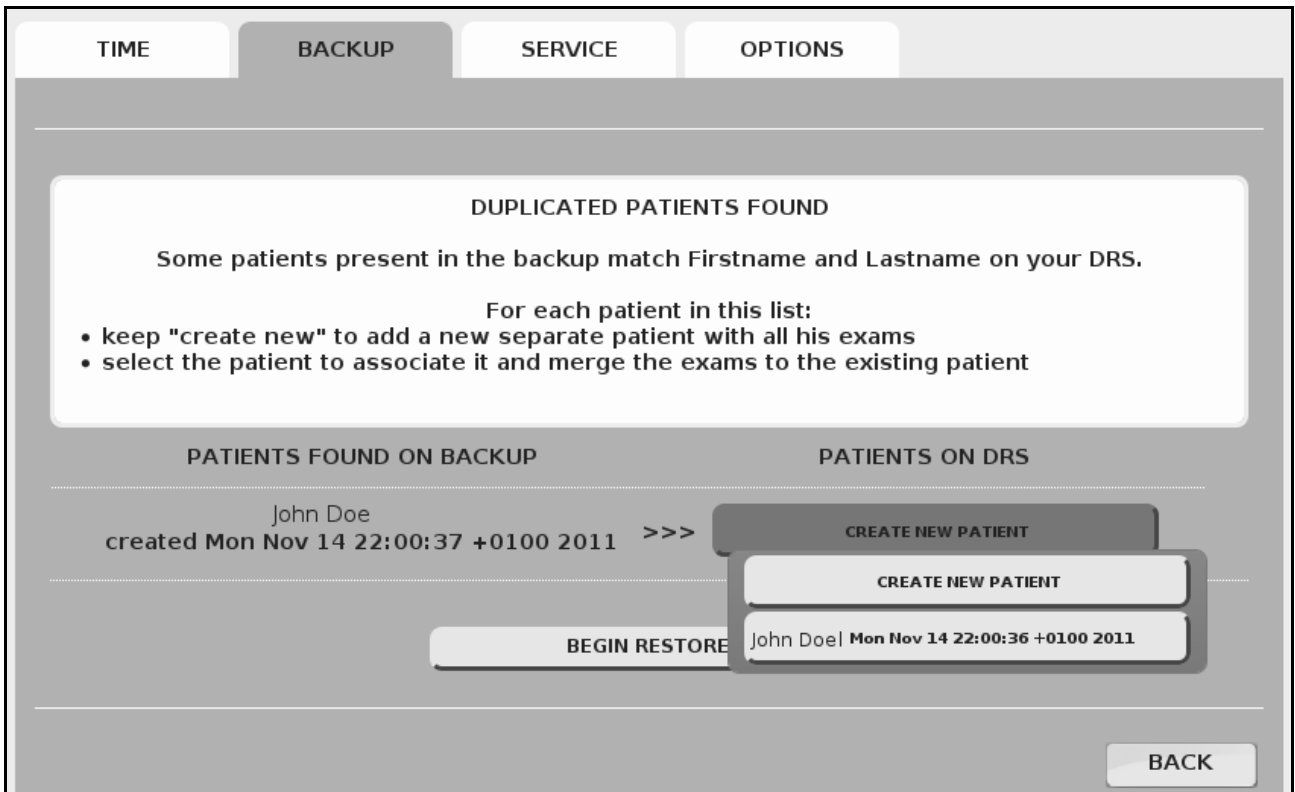 TIME BACKUP SERVICE OPTIONS
DUPLICATED PATIENTS FOUND
Some patients present in the backup match Firstname and Lastname on your DRS.
For each patient in this list:
• keep "create new" to add a new separate patient with all his exams
• select the patient to associate it and merge the exams to the existing patient
PATIENTS FOUND ON BACKUP PATIENTS ON DRS
John Doe
created Mon Nov 14 22:00:37 +0100 2011 >>> CREATE NEW PATIENT
CREATE NEW PATIENT
BEGIN RESTORE John Doel Mon Nov 14 22:00:36 +0100 2011
BACK